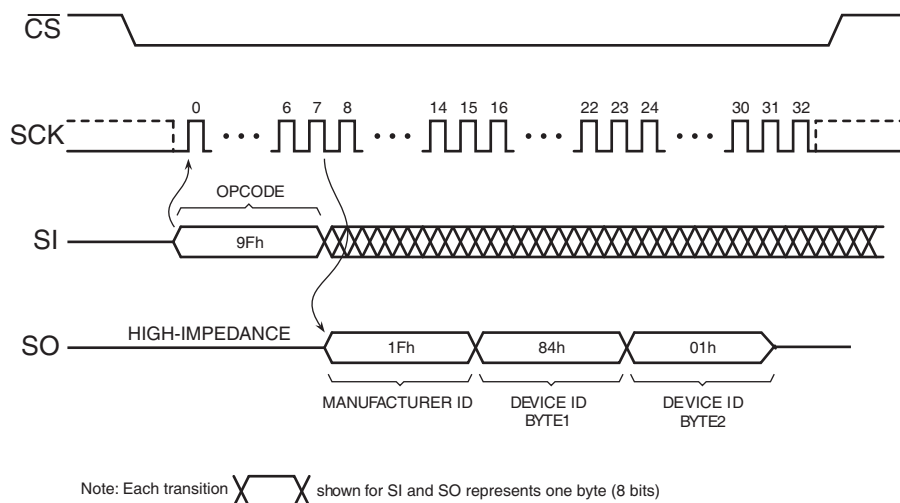 CS
SCK
0 6 7 8 14 15 16 22 23 24 30 31 32
OPCODE
SI
9Fh
HIGH-IMPEDANCE
SO
1Fh 84h 01h
MANUFACTURER ID DEVICE ID DEVICE ID
BYTE1 BYTE2
Note: Each transition shown for SI and SO represents one byte (8 bits)